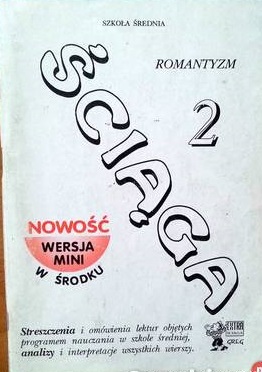 SZKOŁA ŚREDNIA
ROMANTYZM
2
ŚCIĄGA
NOWOŚĆ
WERSJA
MINI
W ŚRODKU
Streszczenia i omówienia lektur objętych
programem nauczania w szkole średniej,
analizy i interpretacje wszystkich wierszy.
EXTRA
GREG